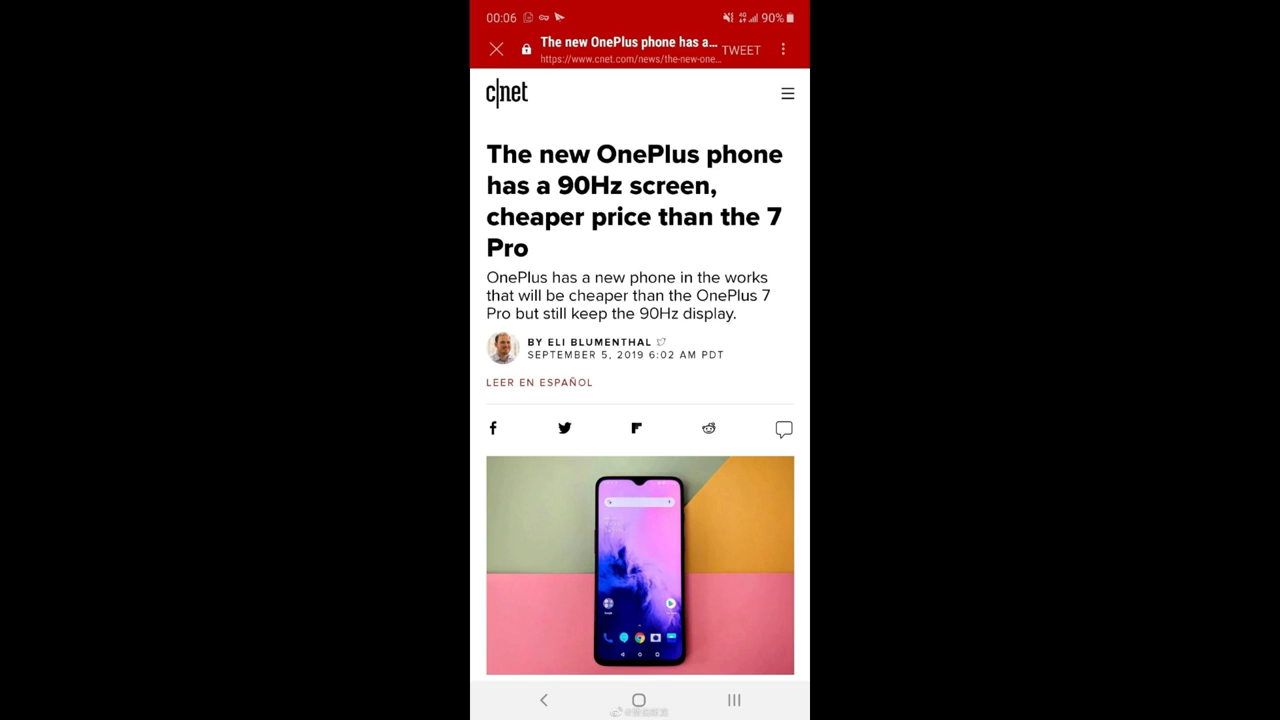 00:06
4G
90%
The new OnePlus phone has a...
https://www.cnet.com/news/the-new-one...
TWEET
c|net
The new OnePlus phone
has a 90Hz screen,
cheaper price than the 7
Pro
OnePlus has a new phone in the works
that will be cheaper than the OnePlus 7
Pro but still keep the 90Hz display.
BY ELI BLUMENTHAL
SEPTEMBER 5, 2019 6:02 AM PDT
LEER EN ESPAÑOL